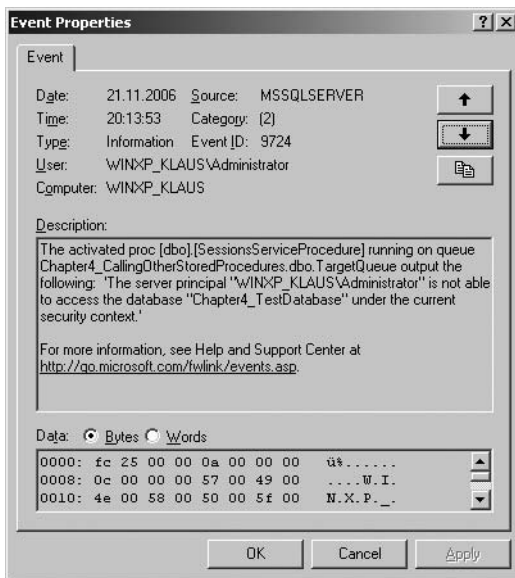 Event Properties
Event
Date: 21.11.2006 Source: MSSQLSERVER
Time: 20:13:53 Category: (2)
Type: Information Event ID: 9724
User: WINXP_KLAUS\Administrator
Computer: WINXP_KLAUS
Description:
The activated proc [dbo].[SessionsServiceProcedure] running on queue
Chapter4_CallingOtherStoredProcedures.dbo.TargetQueue output the
following: 'The server principal "WINXP_KLAUS\Administrator" is not able
to access the database "Chapter4_TestDatabase" under the current
security context.'
For more information, see Help and Support Center at
http://go.microsoft.com/fwlink/events.asp.
Data: Bytes Words
0000: fc 25 00 00 0a 00 00 00 ü%......
0008: 0c 00 00 00 57 00 49 00 ....W.I.
0010: 4e 00 58 00 50 00 5f 00 N.X.P._.
OK Cancel Apply